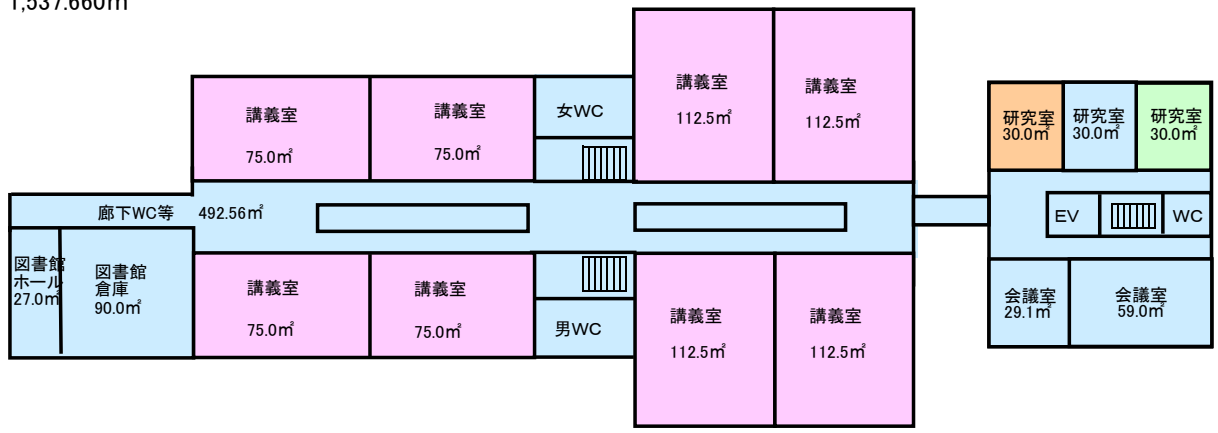 1,537.660㎡
講義室
75.0㎡
講義室
75.0㎡
女WC
講義室
112.5㎡
講義室
112.5㎡
研究室
30.0㎡
研究室
30.0㎡
研究室
30.0㎡
廊下WC等 492.56㎡
EV
WC
図書館
ホール
27.0㎡
図書館
倉庫
90.0㎡
講義室
75.0㎡
講義室
75.0㎡
男WC
講義室
112.5㎡
講義室
112.5㎡
会議室
29.1㎡
会議室
59.0㎡